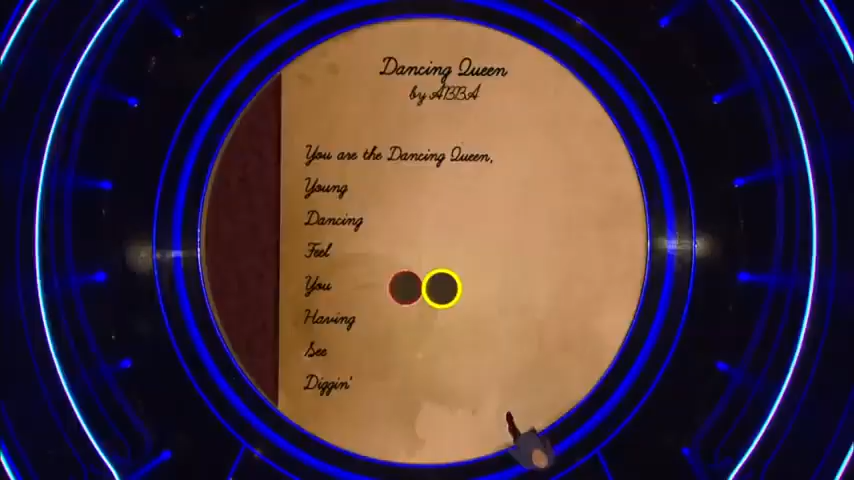 Dancing Queen
by ABBA
You are the Dancing Queen,
Young
Dancing
Feel
You
Having
See
Diggin'